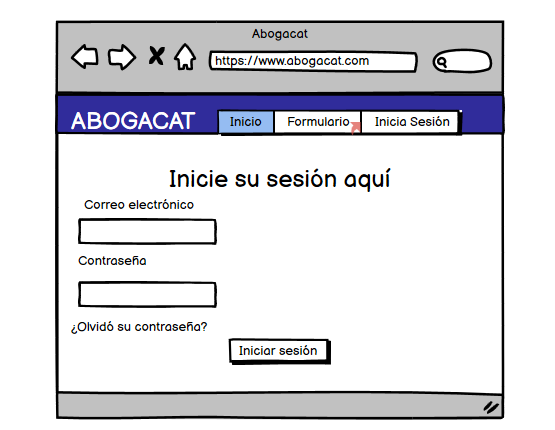 Abogacat
https://www.abogacat.com
ABOGACAT
Inicio
Formulario
Inicia Sesión
Inicie su sesión aquí
Correo electrónico
Contraseña
¿Olvidó su contraseña?
Iniciar sesión